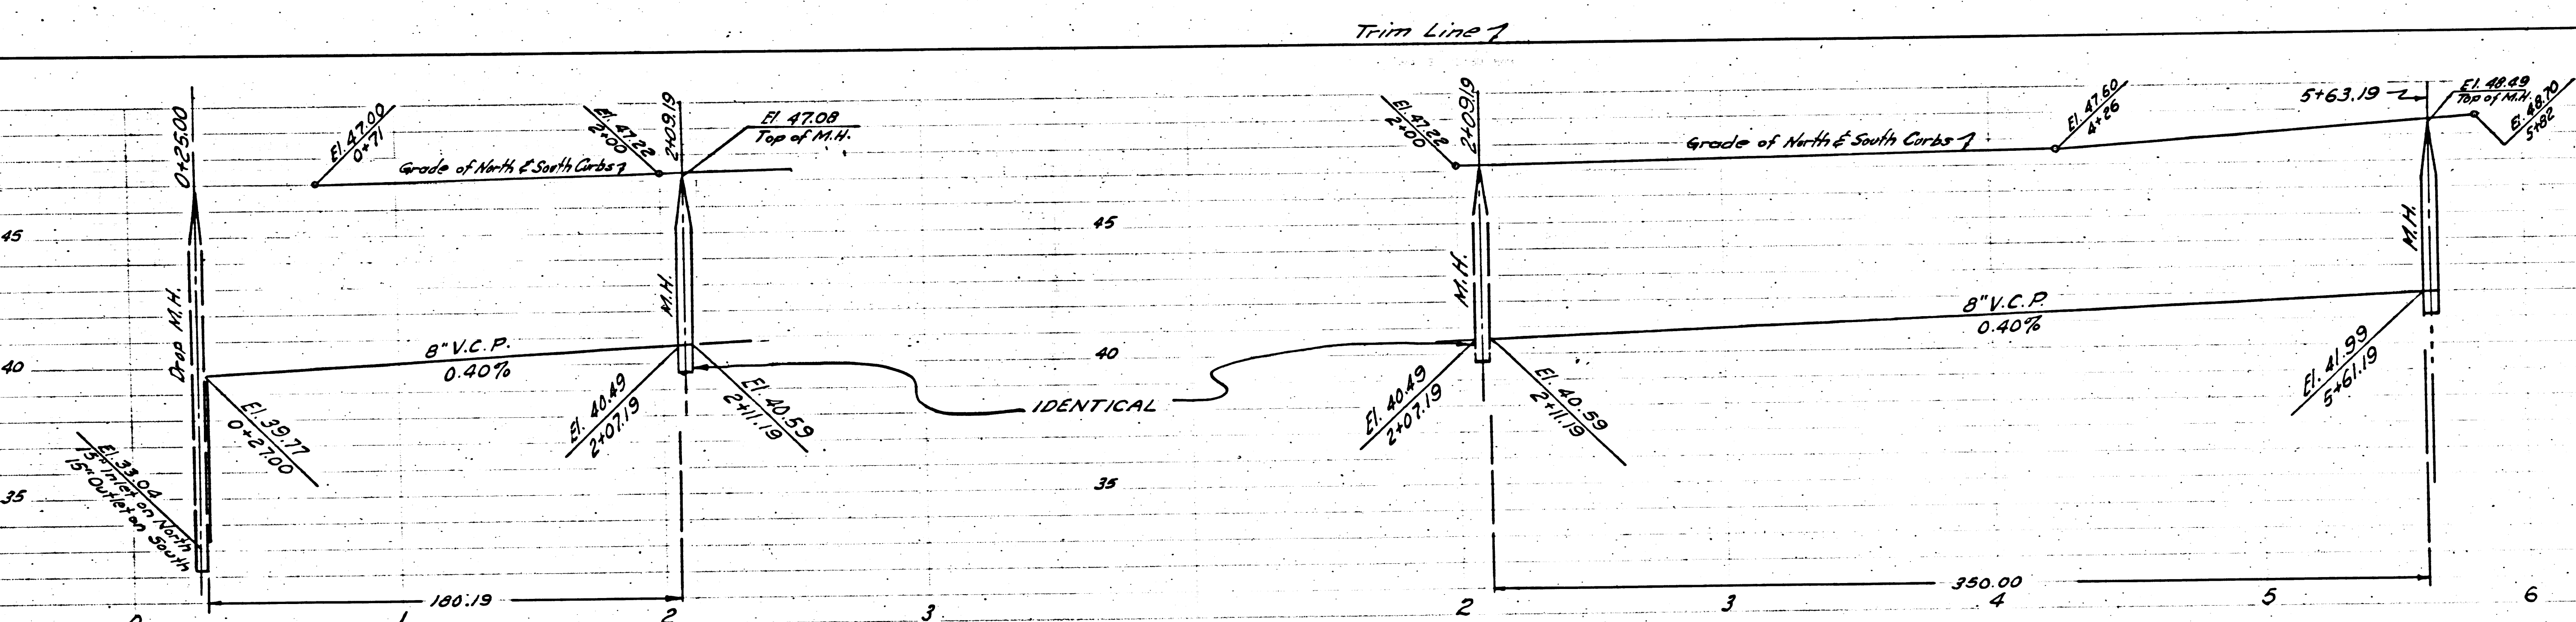 Trim Line
0+25.00
El. 47.00
0+71
Grade of North & South Curbs
El. 47.22
2+00
2+09.19
El. 47.08
Top of M.H.
El. 47.22
2+00
2+09.19
Grade of North & South Curbs
El. 47.60
4+26
5+63.19
El. 48.49
Top of M.H.
El. 48.70
5+82
45
45
Drop M.H.
M.H.
M.H.
M.H.
8" V.C.P.
0.40%
8" V.C.P.
0.40%
40
40
El. 39.77
0+27.00
El. 40.49
2+07.19
El. 40.59
2+11.19
IDENTICAL
El. 40.49
2+07.19
El. 40.59
2+11.19
El. 41.99
5+61.19
El. 33.04
15" Inlet on North
15" Outlet on South
35
35
180.19
350.00
0
1
2
3
2
3
4
5
6